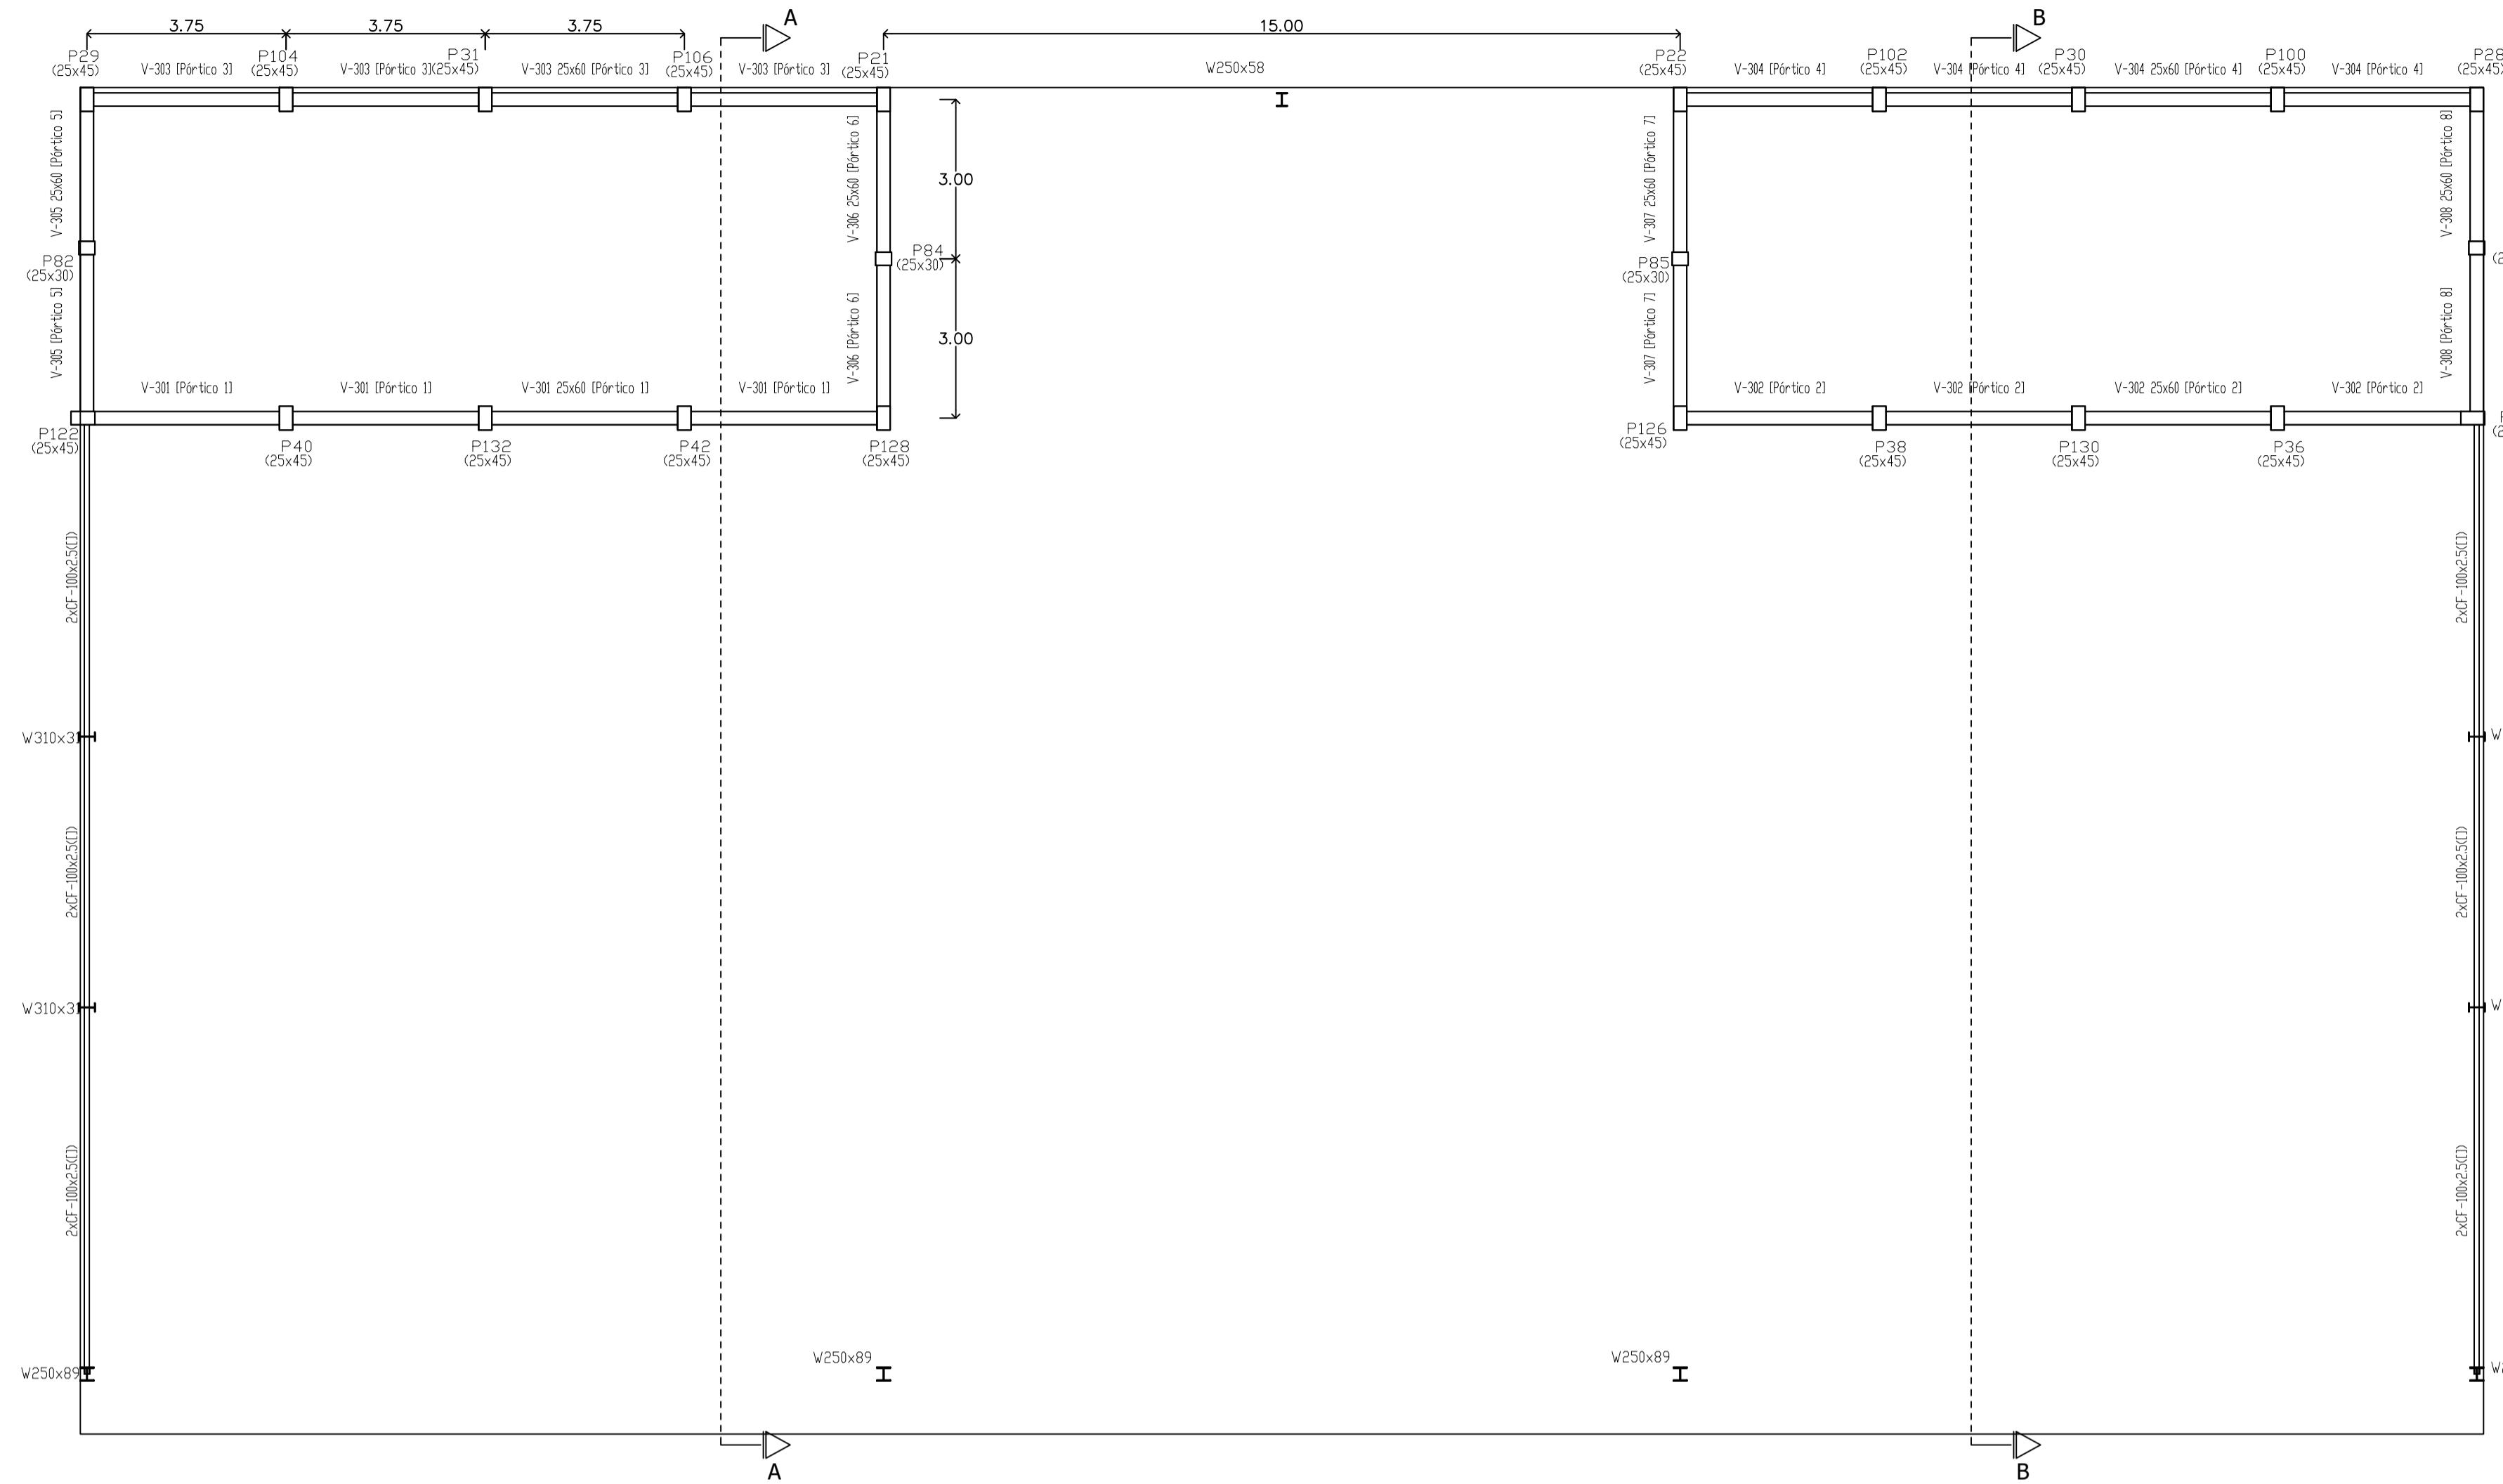 3.75
3.75
3.75
A
15.00
B
P29
(25x45)
V-303 [Pórtico 3]
P104
(25x45)
V-303 [Pórtico 3]
P31
(25x45)
V-303 25x60 [Pórtico 3]
P106
(25x45)
V-303 [Pórtico 3]
P21
(25x45)
W250x58
P22
(25x45)
V-304 [Pórtico 4]
P102
(25x45)
V-304 [Pórtico 4]
P30
(25x45)
V-304 25x60 [Pórtico 4]
P100
(25x45)
V-304 [Pórtico 4]
P28
(25x45)
V-305 25x60 [Pórtico 5]
V-306 25x60 [Pórtico 6]
3.00
V-307 25x60 [Pórtico 7]
V-308 25x60 [Pórtico 8]
P82
(25x30)
P84
(25x30)
P85
(25x30)
V-305 [Pórtico 5]
V-306 [Pórtico 6]
3.00
V-307 [Pórtico 7]
V-308 [Pórtico 8]
V-301 [Pórtico 1]
V-301 [Pórtico 1]
V-301 25x60 [Pórtico 1]
V-301 [Pórtico 1]
V-302 [Pórtico 2]
V-302 [Pórtico 2]
V-302 25x60 [Pórtico 2]
V-302 [Pórtico 2]
P122
(25x45)
P40
(25x45)
P132
(25x45)
P42
(25x45)
P128
(25x45)
P126
(25x45)
P38
(25x45)
P130
(25x45)
P36
(25x45)
2xCF-100x2.5([])
2xCF-100x2.5([])
W310x31
W
2xCF-100x2.5([])
2xCF-100x2.5([])
W310x31
W
2xCF-100x2.5([])
2xCF-100x2.5([])
W250x89
W250x89
W250x89
A
B